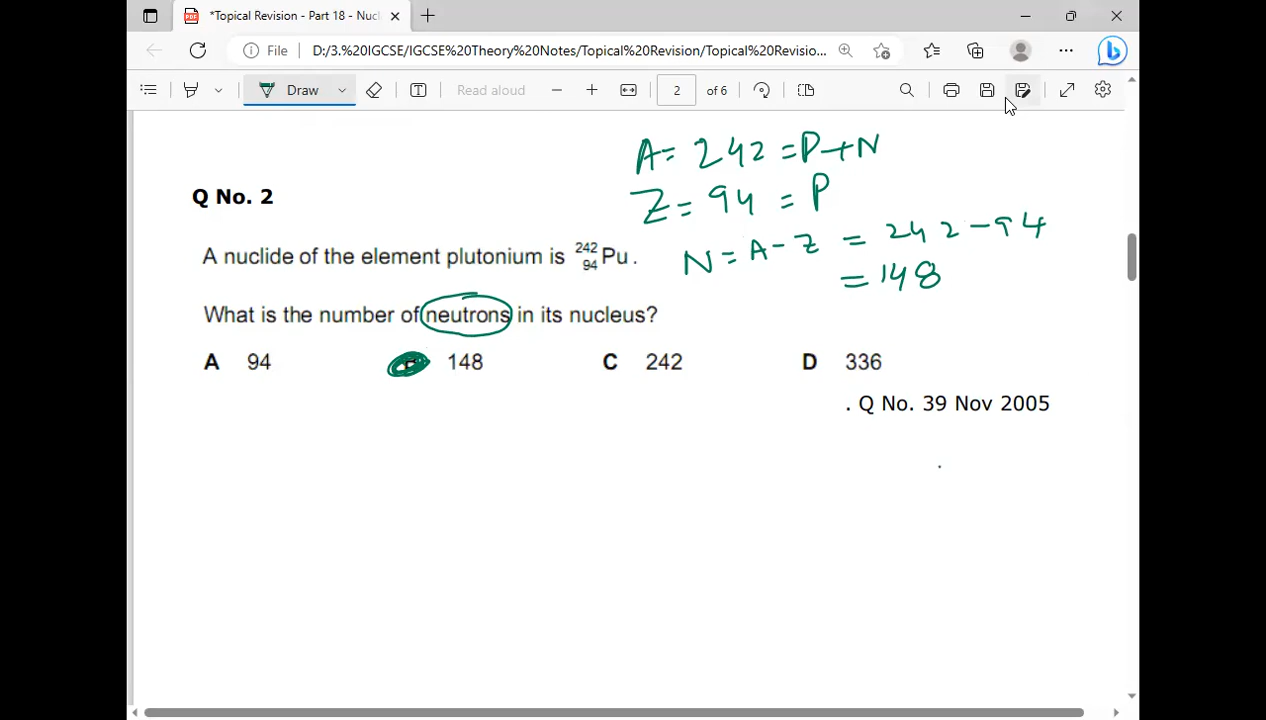 *Topical Revision - Part 18 - Nucl
File D:/3.%20IGCSE/IGCSE%20Theory%20Notes/Topical%20Revision/Topical%20Revisio...
Draw Read aloud 2 of 6
A = 242 = P+N
Q No. 2
Z = 94 = P
N = A - Z = 242 - 94
A nuclide of the element plutonium is ²⁴²₉₄Pu .
= 148
What is the number of neutrons in its nucleus?
A 94 148 C 242 D 336
. Q No. 39 Nov 2005